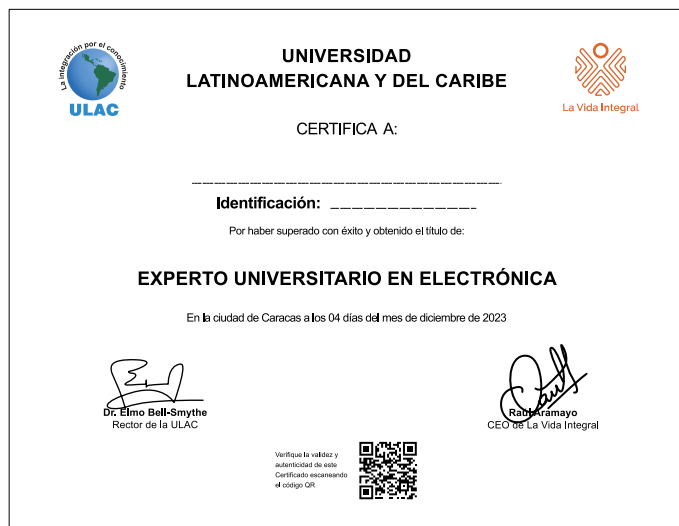 La integración por el conocimiento
ULAC
UNIVERSIDAD
LATINOAMERICANA Y DEL CARIBE
La Vida Integral
CERTIFICA A:
Identificación:
Por haber superado con éxito y obtenido el título de:
EXPERTO UNIVERSITARIO EN ELECTRÓNICA
En la ciudad de Caracas a los 04 días del mes de diciembre de 2023
Dr. Elmo Bell-Smythe
Rector de la ULAC
Raúl Aramayo
CEO de La Vida Integral
Verifique la validez y
autenticidad de este
Certificado escaneando
el código QR